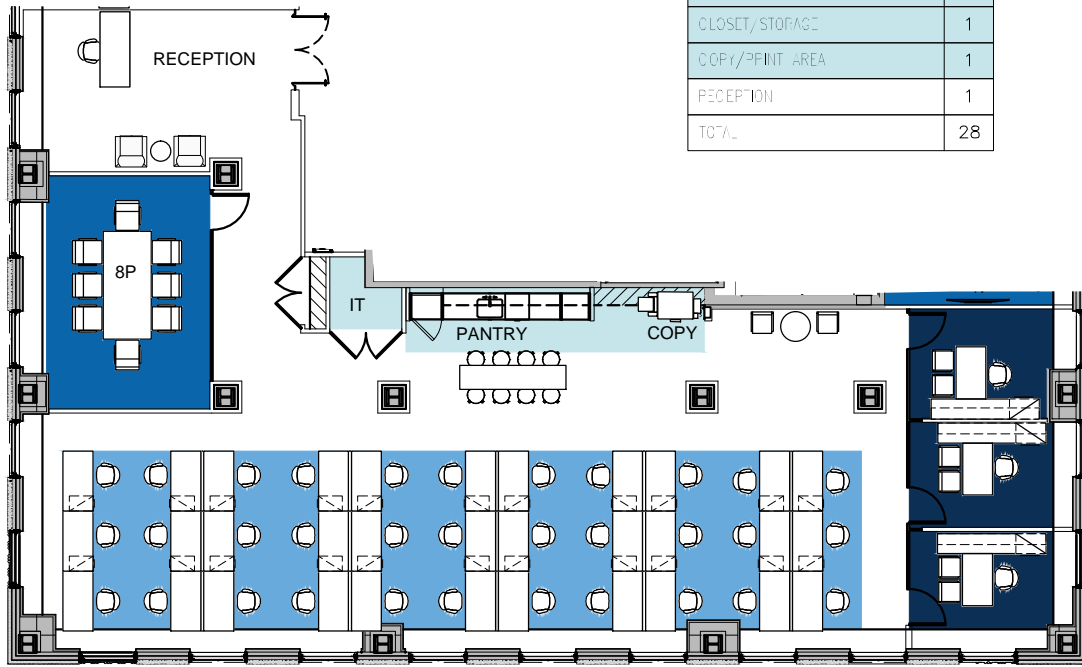 CLOSET/STORAGE 1
COPY/PRINT AREA 1
RECEPTION 1
TOTAL 28
RECEPTION
8P
IT
PANTRY
COPY